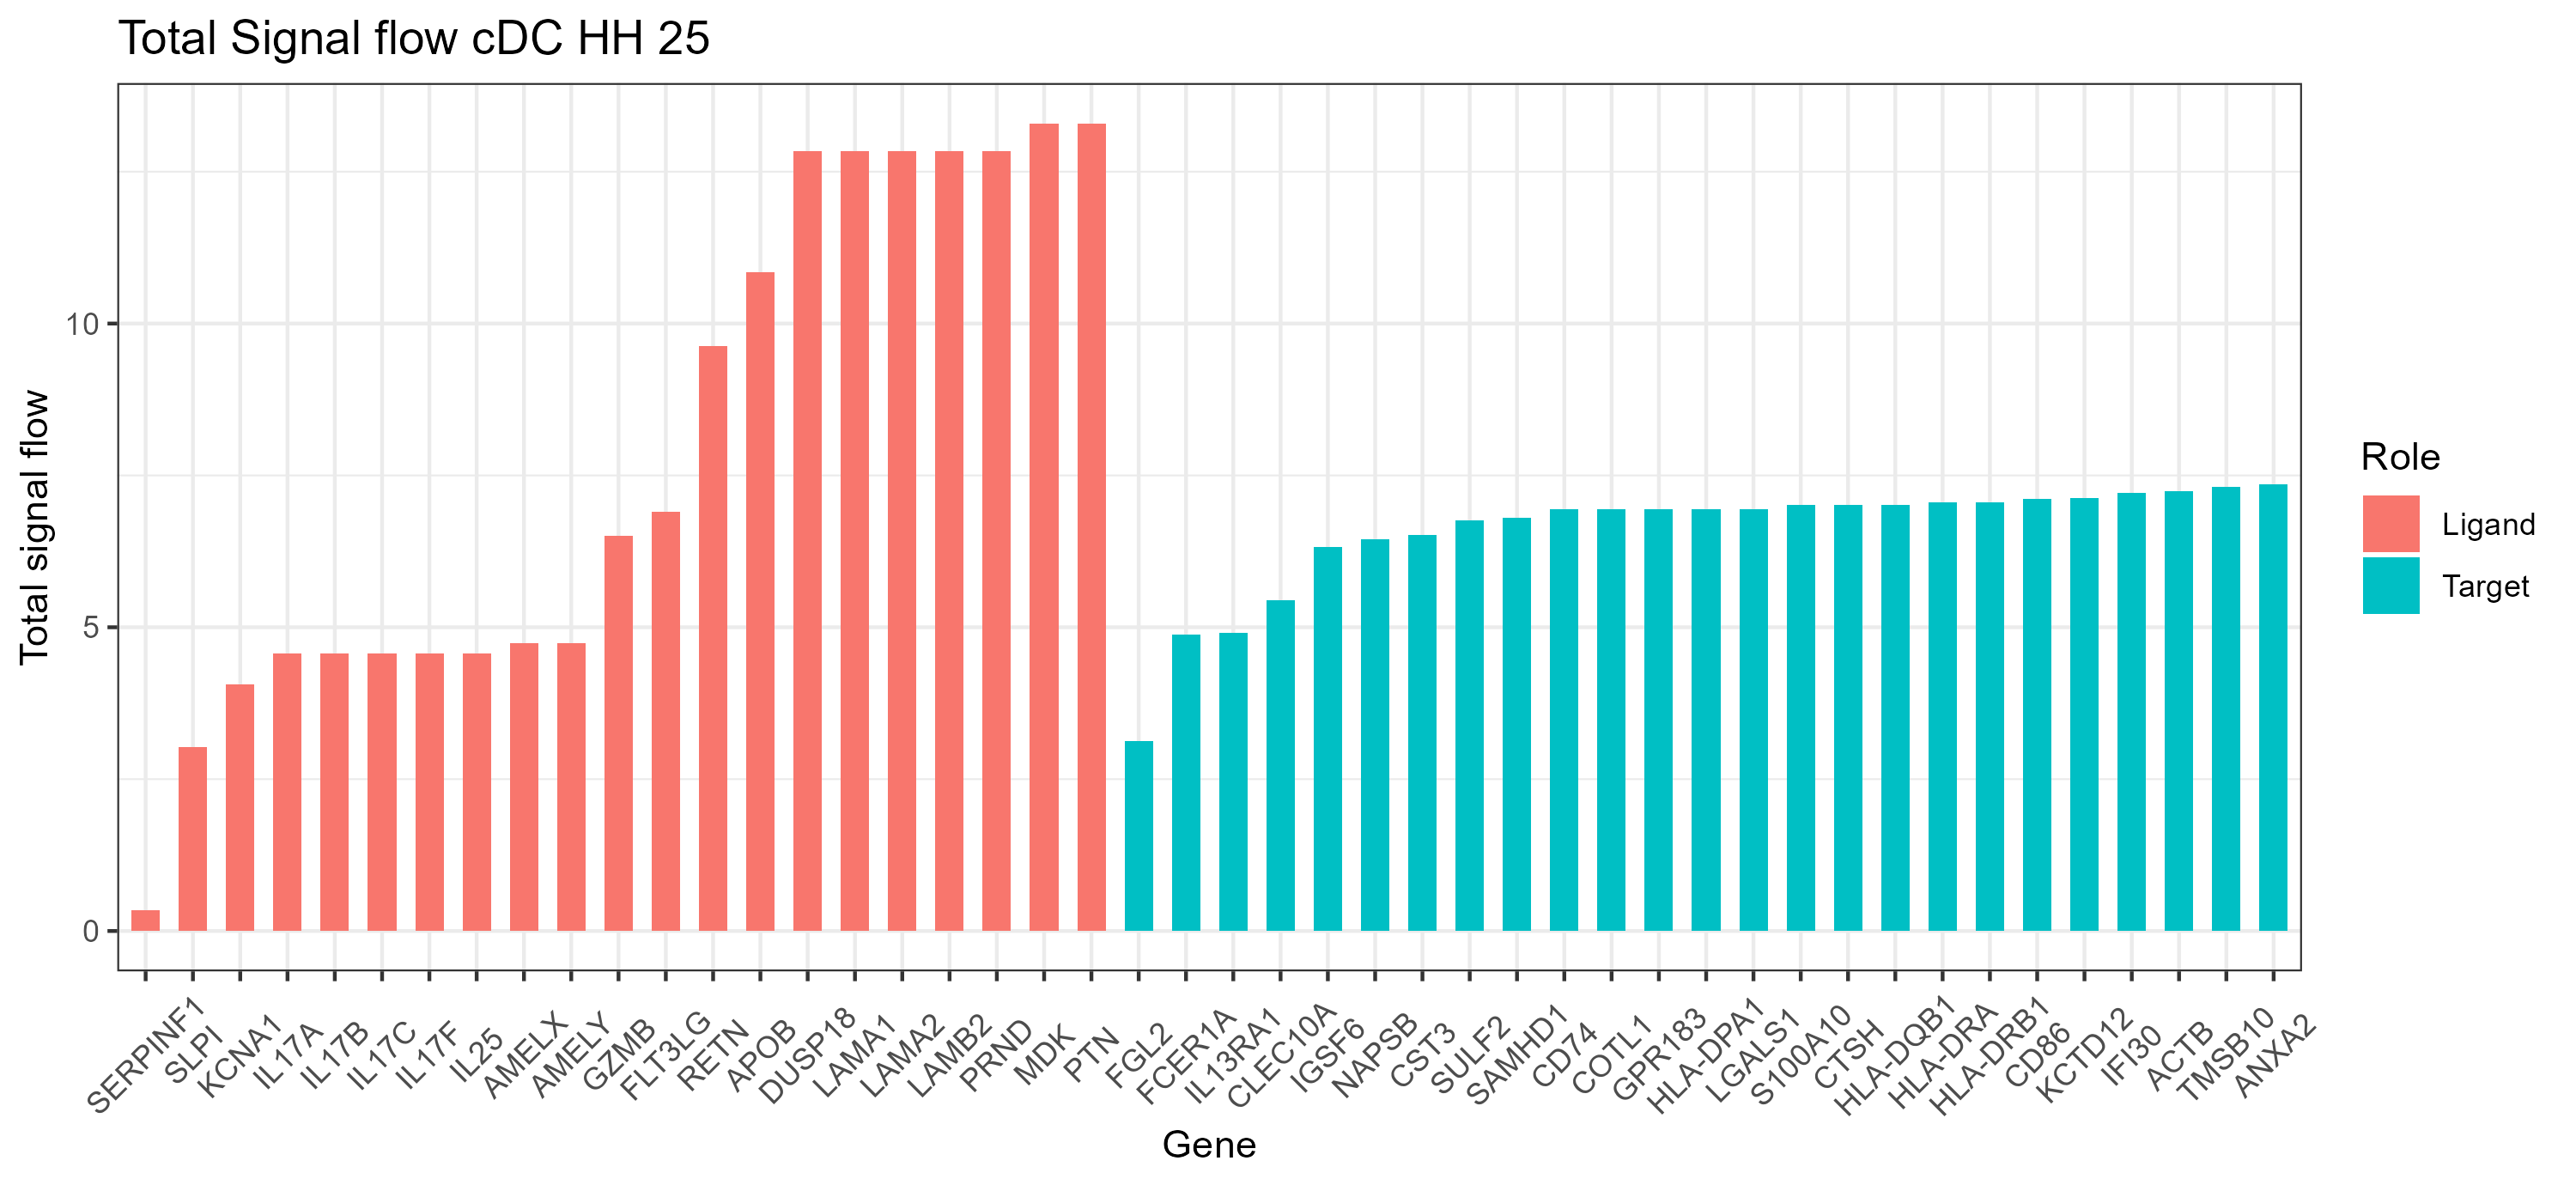 Total Signal flow cDC HH 25
Total signal flow
10
5
0
SERPINF1
SLPI
KCNA1
IL17A
IL17B
IL17C
IL17F
IL25
AMELX
AMELY
GZMB
FLT3LG
RETN
APOB
DUSP18
LAMA1
LAMA2
LAMB2
PRND
MDK
PTN
FGL2
FCER1A
IL13RA1
CLEC10A
IGSF6
NAPSB
CST3
SULF2
SAMHD1
CD74
COTL1
GPR183
HLA-DPA1
LGALS1
S100A10
CTSH
HLA-DQB1
HLA-DRA
HLA-DRB1
CD86
KCTD12
IFI30
ACTB
TMSB10
ANXA2
Gene
Role
Ligand
Target